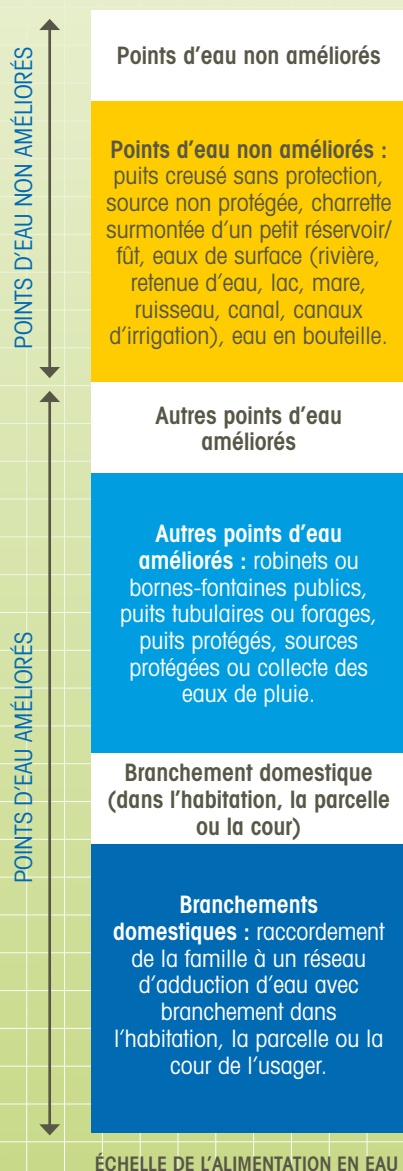 POINTS D'EAU NON AMÉLIORÉS
Points d'eau non améliorés
Points d'eau non améliorés :
puits creusé sans protection,
source non protégée, charrette
surmontée d'un petit réservoir/
fût, eaux de surface (rivière,
retenue d'eau, lac, mare,
ruisseau, canal, canaux
d'irrigation), eau en bouteille.
POINTS D'EAU AMÉLIORÉS
Autres points d'eau
améliorés
Autres points d'eau
améliorés : robinets ou
bornes-fontaines publics,
puits tubulaires ou forages,
puits protégés, sources
protégées ou collecte des
eaux de pluie.
Branchement domestique
(dans l'habitation, la parcelle
ou la cour)
Branchements
domestiques : raccordement
de la famille à un réseau
d'adduction d'eau avec
branchement dans
l'habitation, la parcelle ou la
cour de l'usager.
ÉCHELLE DE L'ALIMENTATION EN EAU